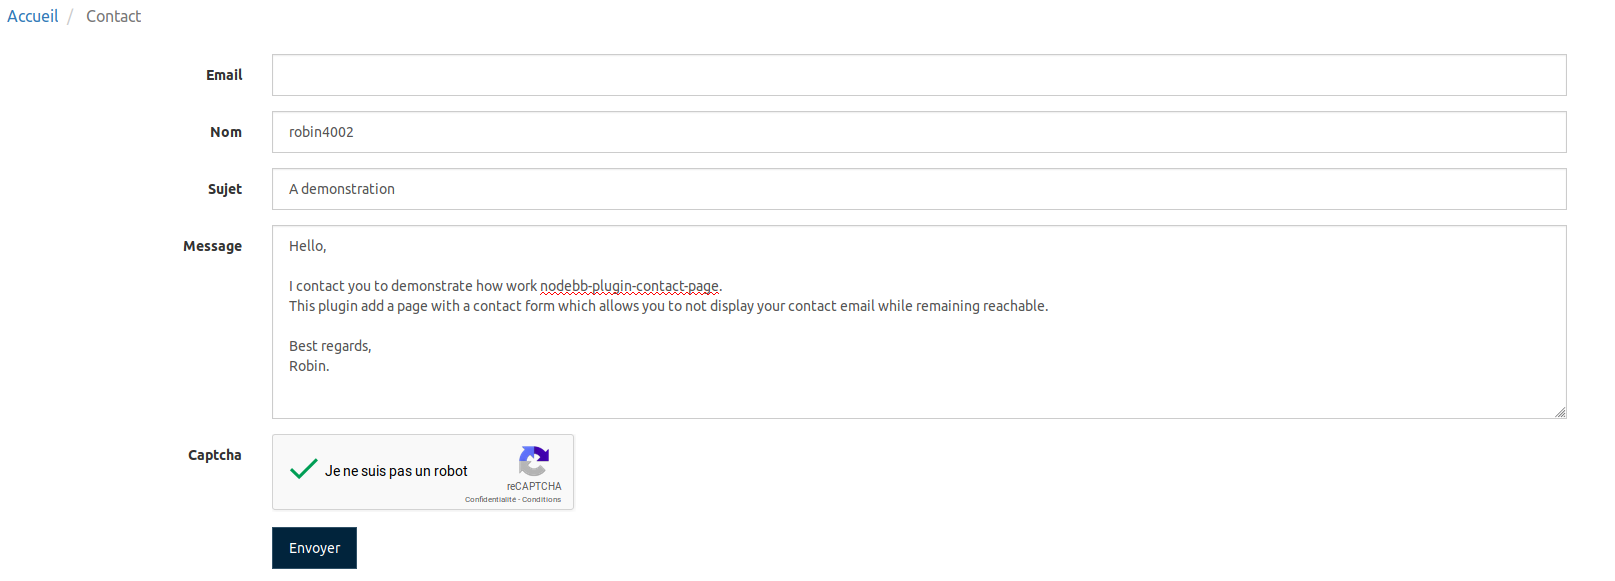 Accueil / Contact
Email
Nom robin4002
Sujet A demonstration
Message Hello,
I contact you to demonstrate how work nodebb-plugin-contact-page.
This plugin add a page with a contact form which allows you to not display your contact email while remaining reachable.
Best regards,
Robin.
Captcha Je ne suis pas un robot
reCAPTCHA
Confidentialité - Conditions
Envoyer